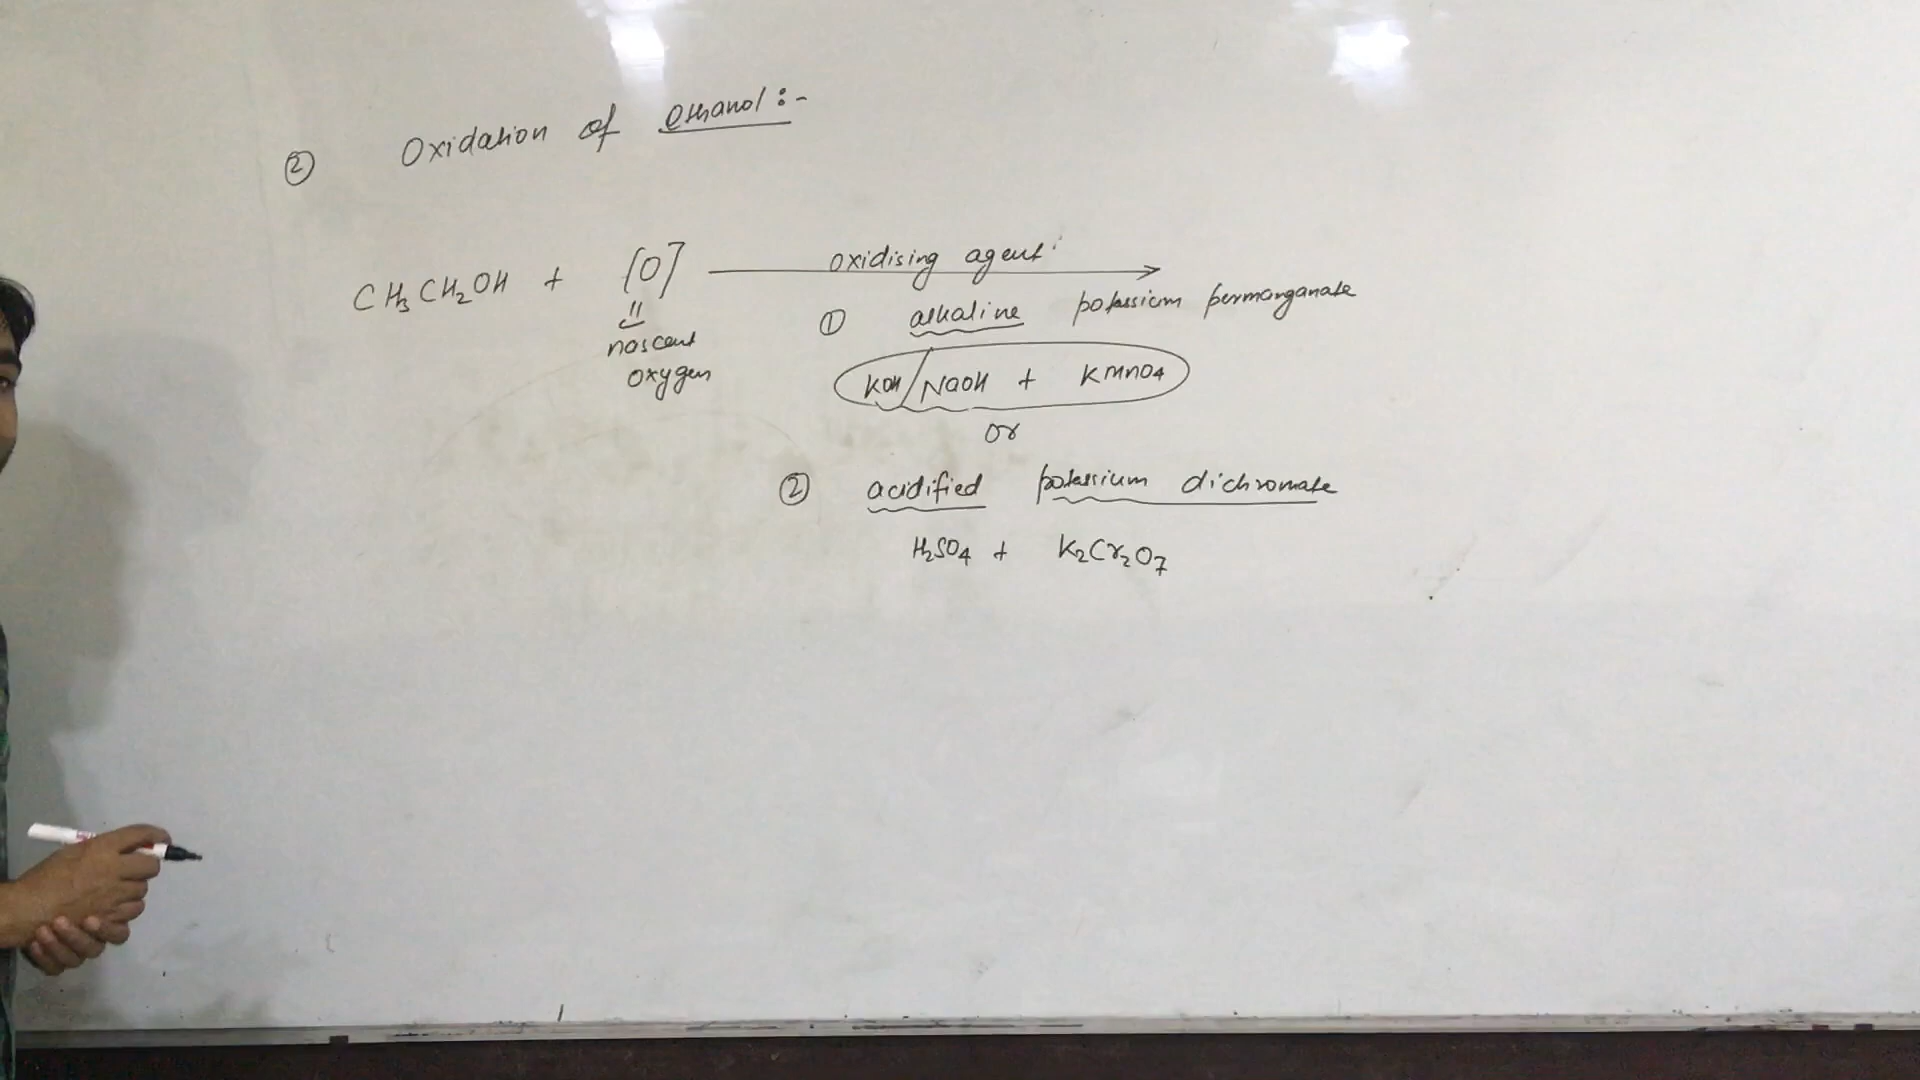 ② Oxidation of ethanol :-
CH₃CH₂OH + [O] oxidising agent
nascent
oxygen
① alkaline potassium permanganate
KOH/NaOH + KMnO4
or
② acidified potassium dichromate
H₂SO₄ + K₂Cr₂O₇